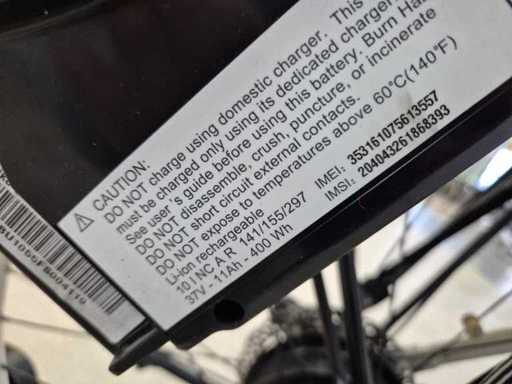 CAUTION:
DO NOT charge using domestic charger. This
must be charged only using its dedicated charger
See user's guide before using this battery. Burn Haz
DO NOT disassemble, crush, puncture, or incinerate
DO NOT short circuit external contacts.
DO NOT expose to temperatures above 60°C(140°F)
Li-ion rechargeable
10 I NC A R 141/155/297
37V - 11Ah - 400 Wh
IMEI: 353161075613557
IMSI: 204043261868393